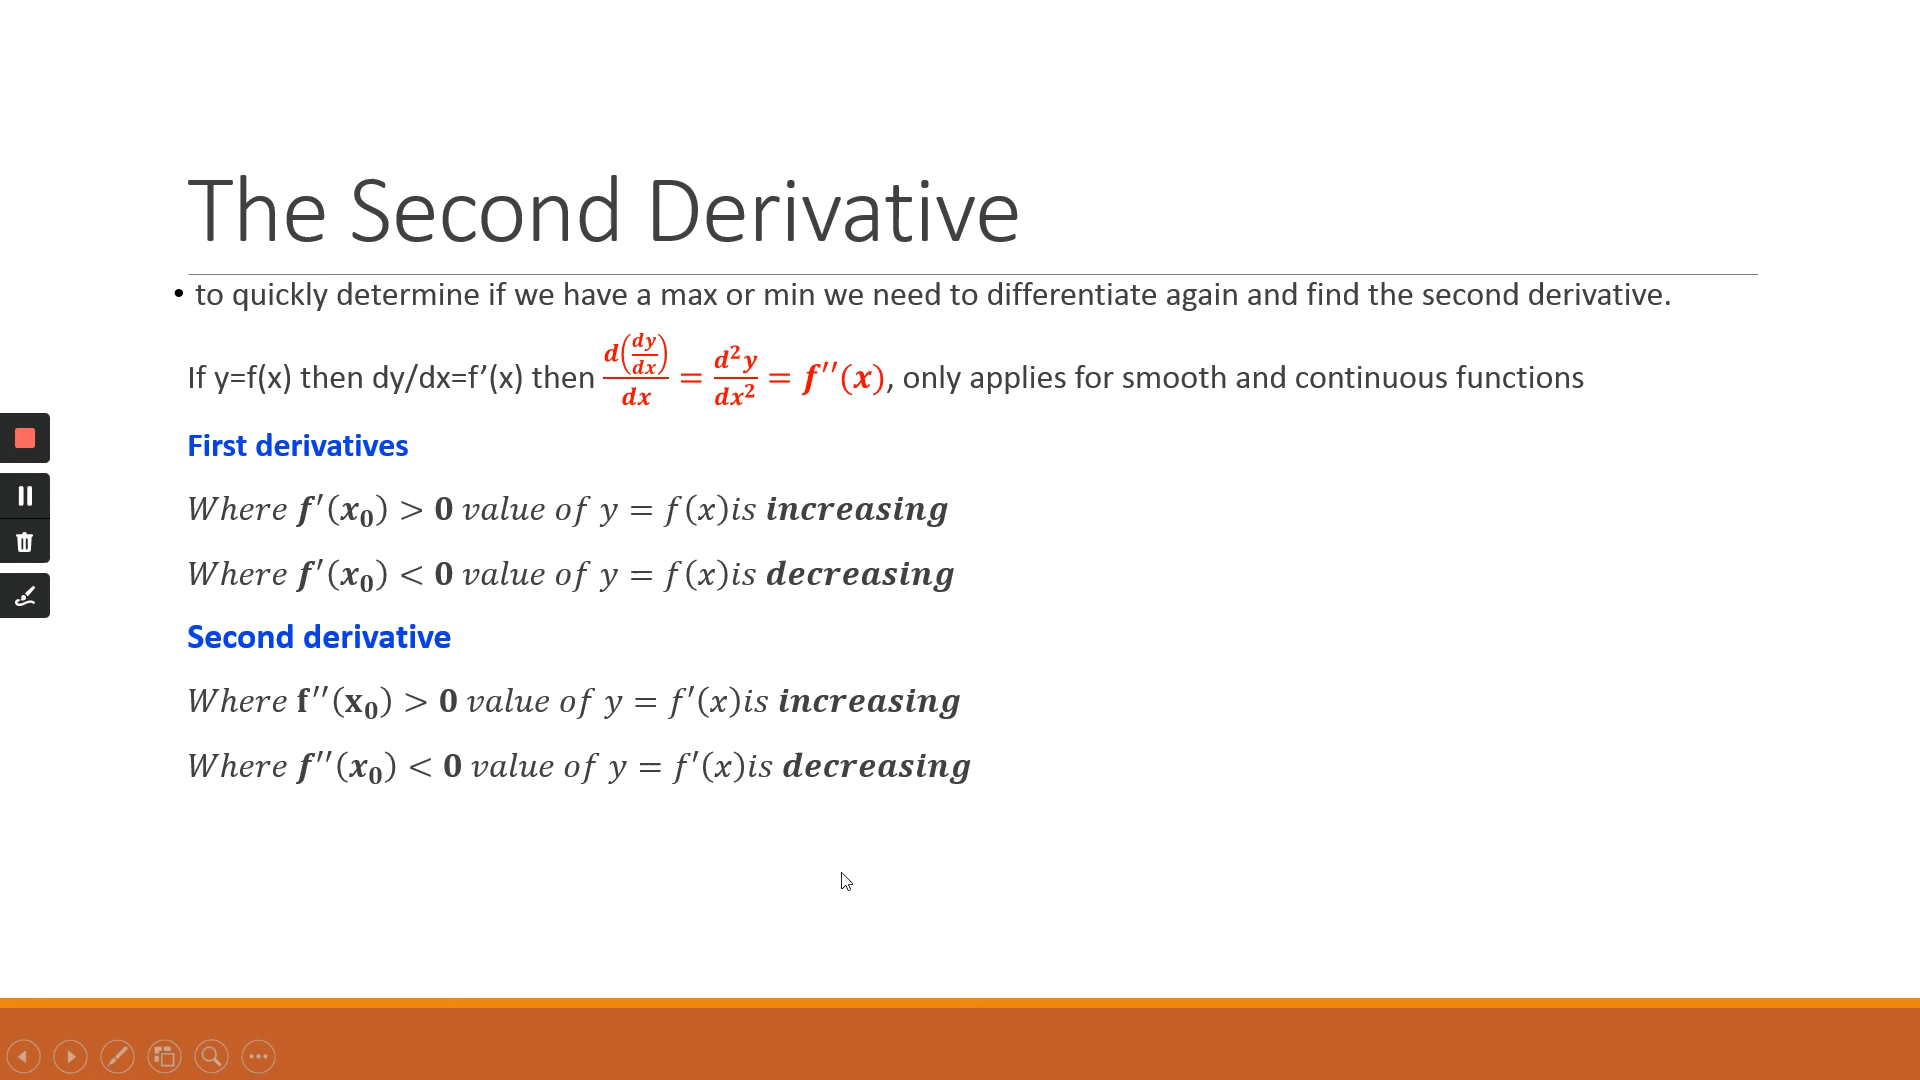 The Second Derivative
• to quickly determine if we have a max or min we need to differentiate again and find the second derivative.
If y=f(x) then dy/dx=f’(x) then d(dy/dx)/dx = d²y/dx² = f′′(x), only applies for smooth and continuous functions
First derivatives
Where f′(x₀) > 0 value of y = f(x)is increasing
Where f′(x₀) < 0 value of y = f(x)is decreasing
Second derivative
Where f′′(x₀) > 0 value of y = f′(x)is increasing
Where f′′(x₀) < 0 value of y = f′(x)is decreasing